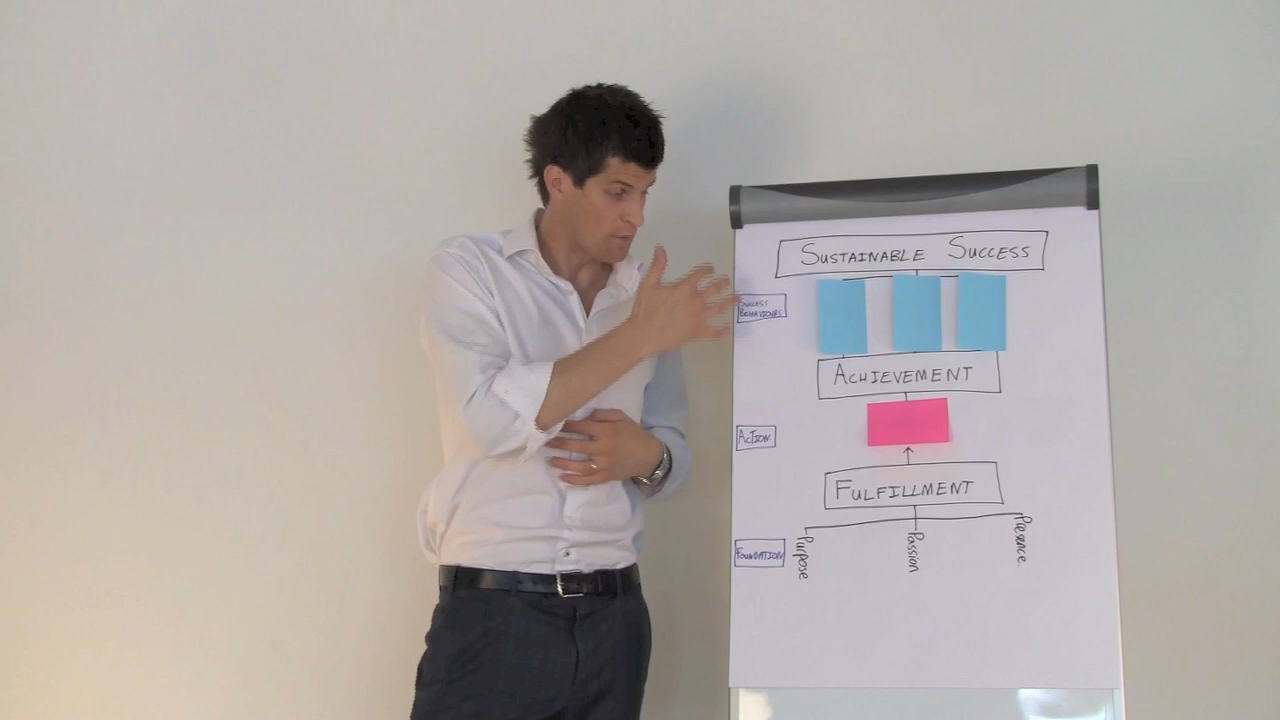 SUSTAINABLE SUCCESS
SUCCESS
BEHAVIOURS
ACHIEVEMENT
ACTION
FULFILLMENT
FOUNDATION
Purpose
Passion
Presence.